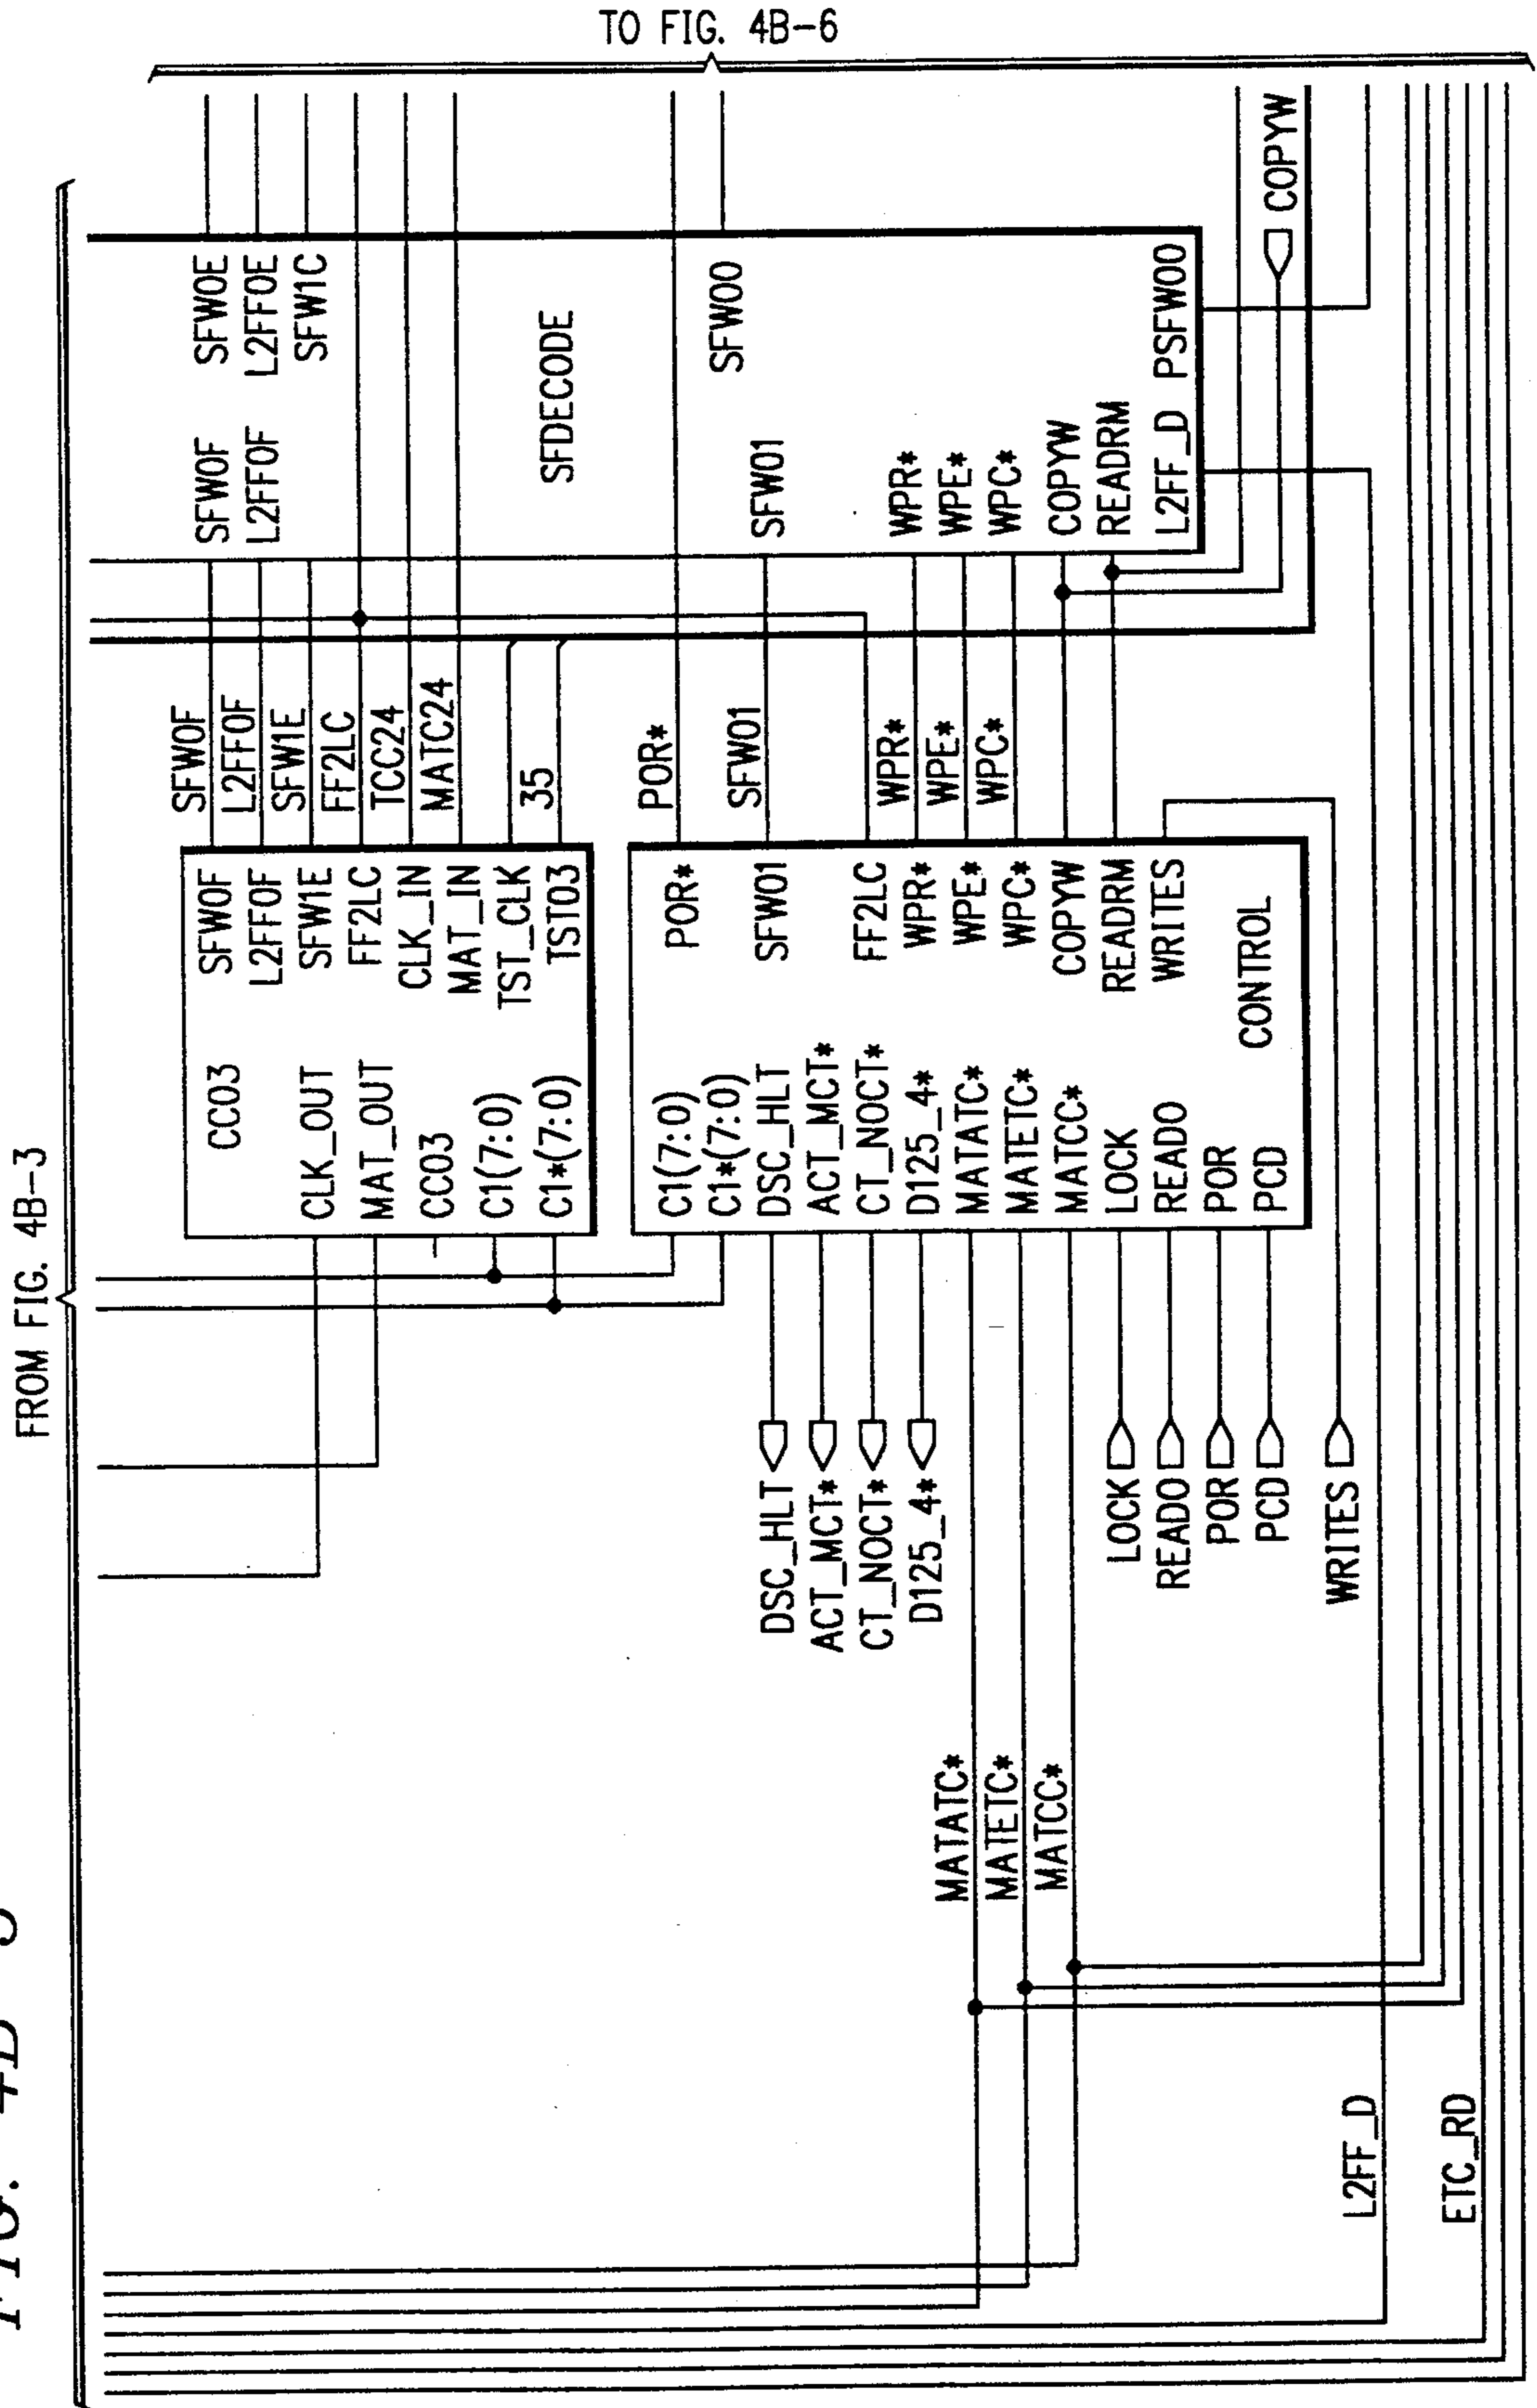 FIG. 4B-5
FROM FIG. 4B-3
TO FIG. 4B-6
CC03
CLK_OUT
MAT_OUT
CC03
C1(7:0)
C1*(7:0)
SFW0F
L2FF0F
SFW1E
FF2LC
CLK_IN
MAT_IN
TST_CLK
TST03
SFW0F
L2FF0F
SFW1E
FF2LC
TCC24
MATC24
35
SFW0F
L2FF0F
SFW0E
L2FF0E
SFW1C
SFDECODE
SFW00
SFW01
WPR*
WPE*
WPC*
COPYW
READRM
L2FF_D
PSFW00
COPYW
POR*
SFW01
WPR*
WPE*
WPC*
POR*
SFW01
FF2LC
WPR*
WPE*
WPC*
COPYW
READRM
WRITES
CONTROL
C1(7:0)
C1*(7:0)
DSC_HLT
ACT_MCT*
CT_NOCT*
D125_4*
MATATC*
MATETC*
MATCC*
LOCK
READO
POR
PCD
DSC_HLT
ACT_MCT*
CT_NOCT*
D125_4*
LOCK
READO
POR
PCD
WRITES
MATATC*
MATETC*
MATCC*
L2FF_D
ETC_RD